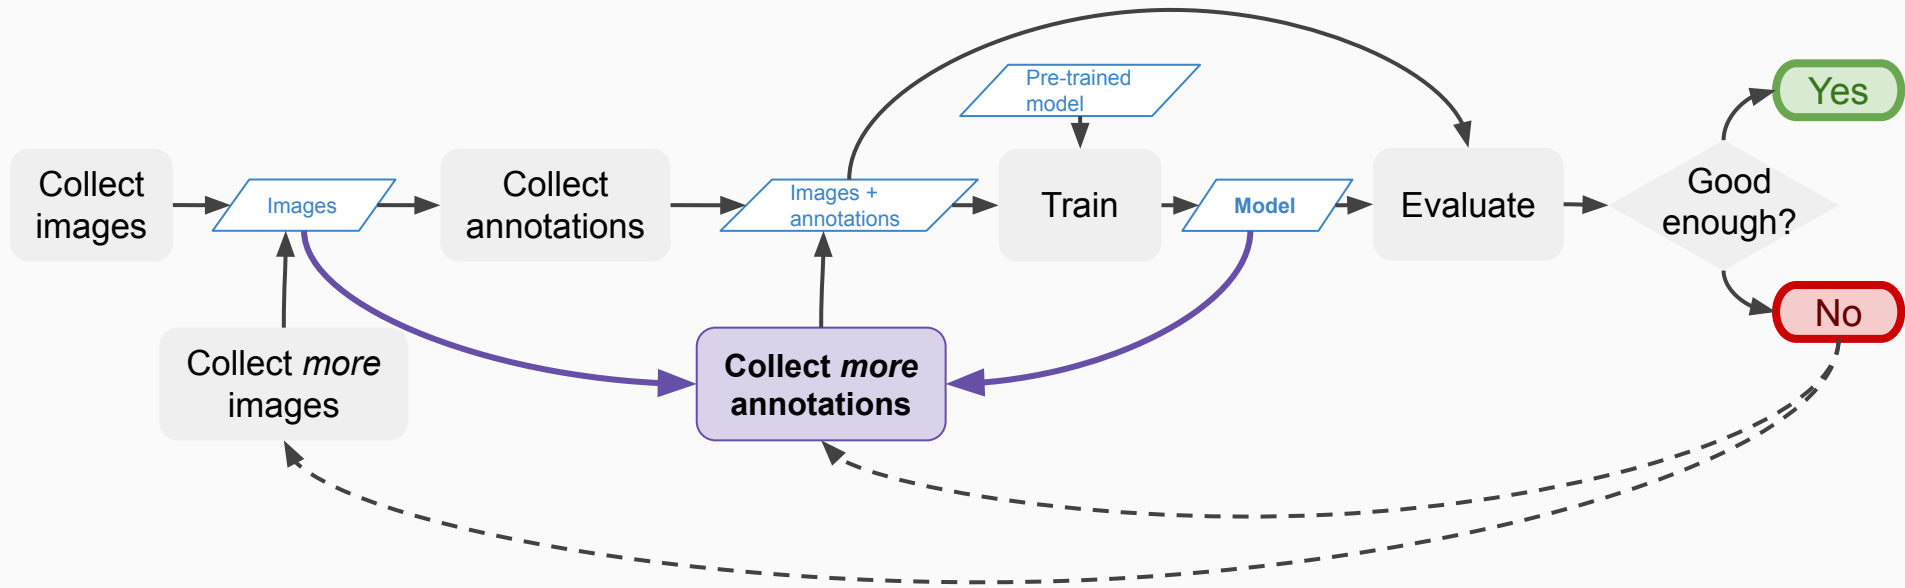 Collect
images
Images
Collect
annotations
Images +
annotations
Pre-trained
model
Train
Model
Evaluate
Good
enough?
Yes
No
Collect more
images
Collect more
annotations